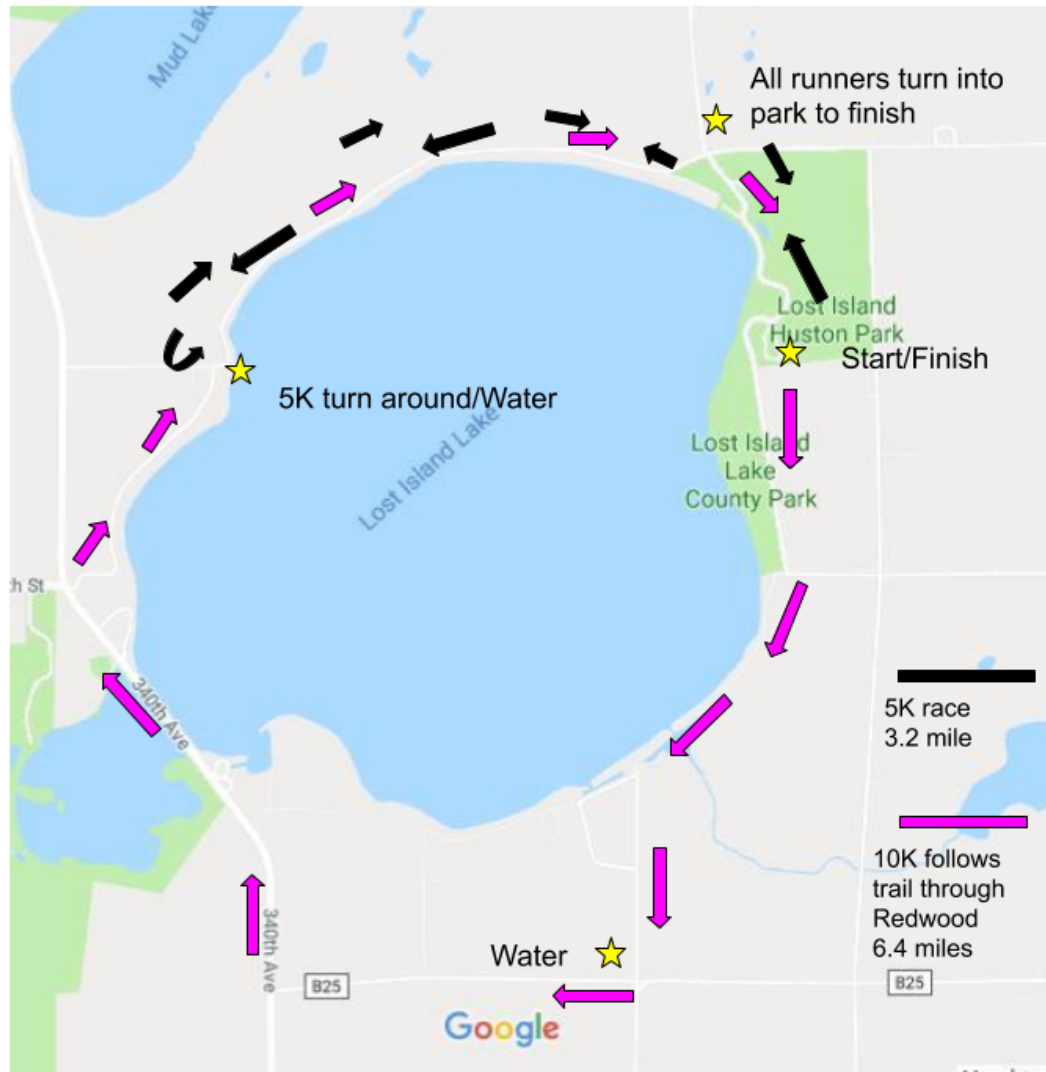 Mud Lake
All runners turn into
park to finish
Lost Island
Huston Park
Start/Finish
5K turn around/Water
Lost Island Lake
Lost Island
Lake
County Park
h St
340th Ave
5K race
3.2 mile
10K follows
trail through
Redwood
6.4 miles
340th Ave
Water
B25
B25
Google